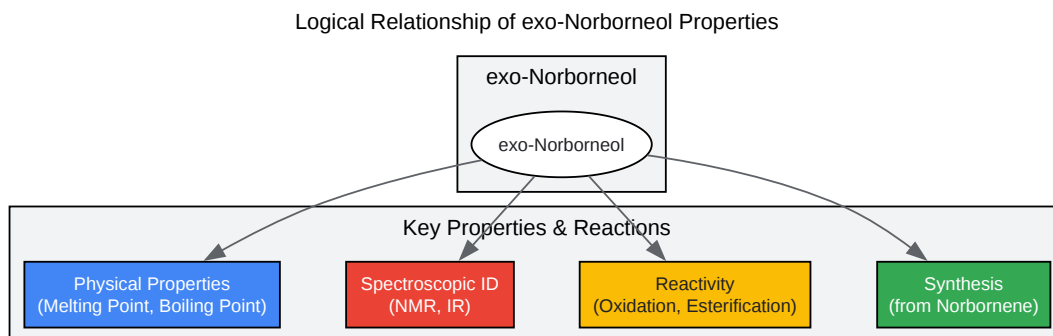 Logical Relationship of exo-Norborneol Properties
exo-Norborneol
exo-Norborneol
Key Properties & Reactions
Physical Properties
(Melting Point, Boiling Point)
Spectroscopic ID
(NMR, IR)
Reactivity
(Oxidation, Esterification)
Synthesis
(from Norbornene)